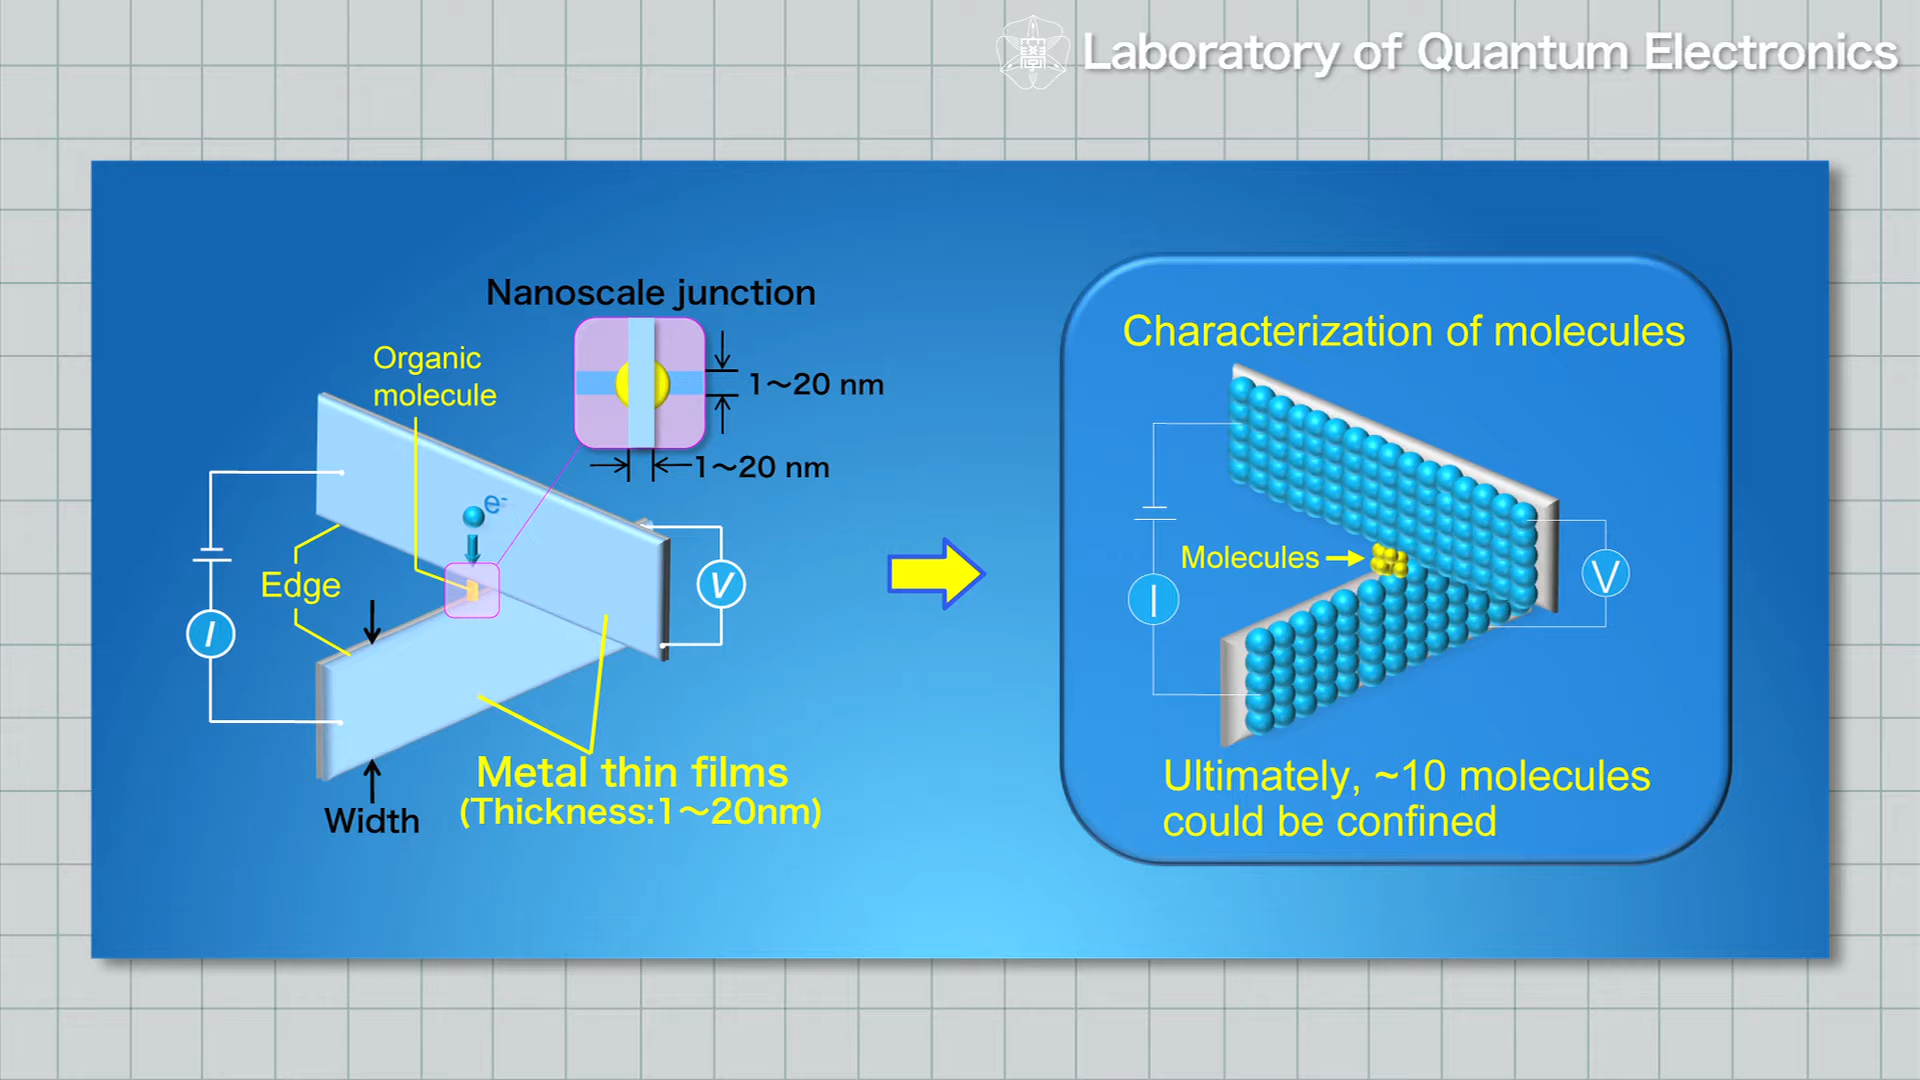 Laboratory of Quantum Electronics
Nanoscale junction
Organic
molecule
1〜20 nm
1〜20 nm
e-
Edge
I
V
Metal thin films
(Thickness:1〜20nm)
Width
Characterization of molecules
Molecules
I
V
Ultimately, ~10 molecules
could be confined